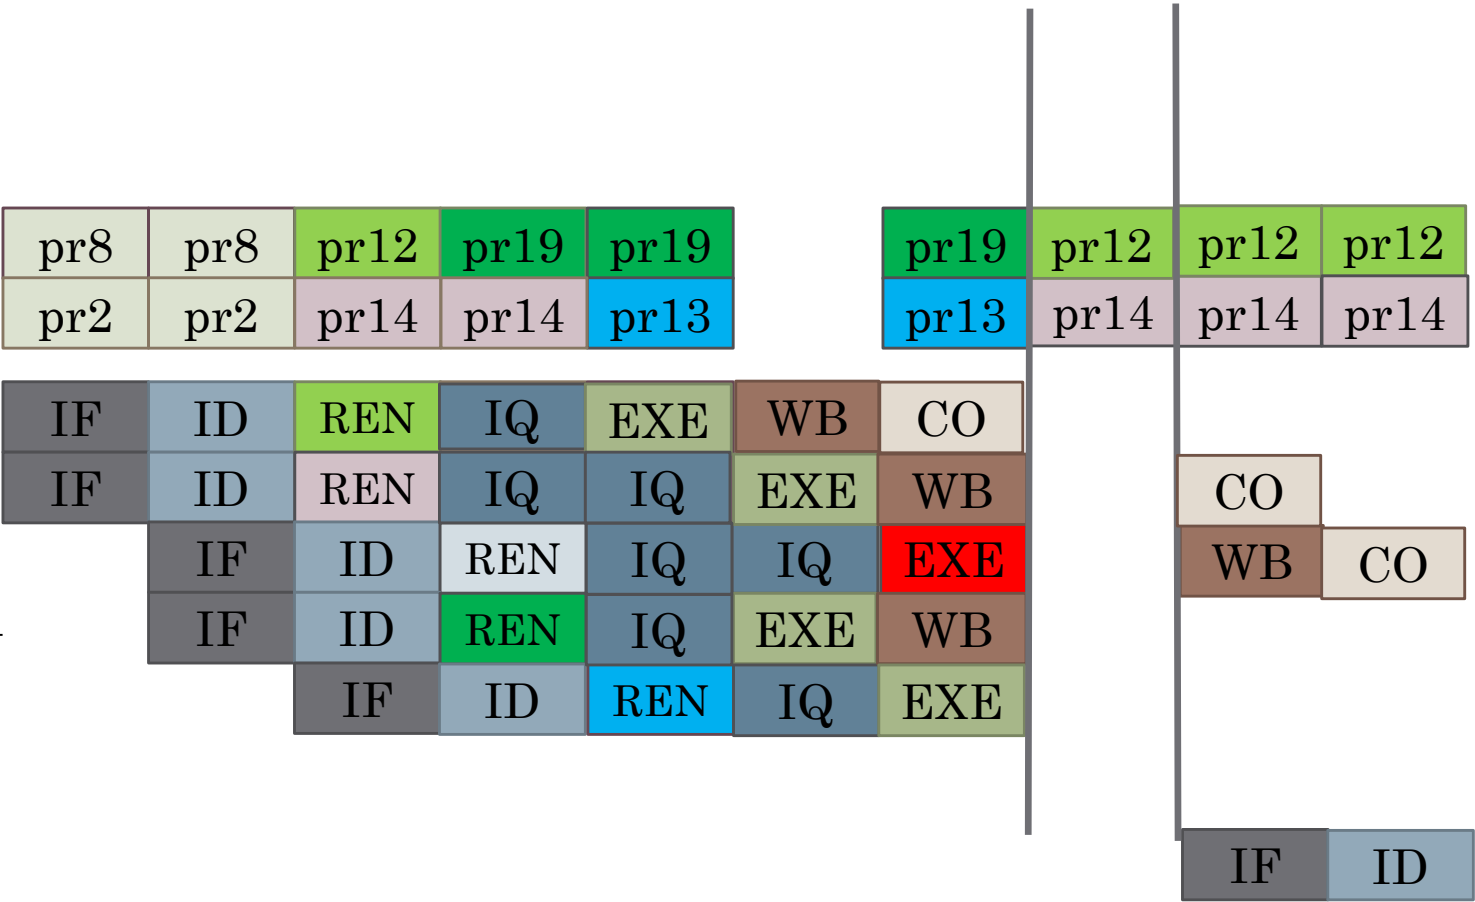 pr8 pr8 pr12 pr19 pr19 pr19 pr12 pr12 pr12
pr2 pr2 pr14 pr14 pr13 pr13 pr14 pr14 pr14
IF ID REN IQ EXE WB CO
IF ID REN IQ IQ EXE WB CO
IF ID REN IQ IQ EXE WB CO
IF ID REN IQ EXE WB
IF ID REN IQ EXE
IF ID